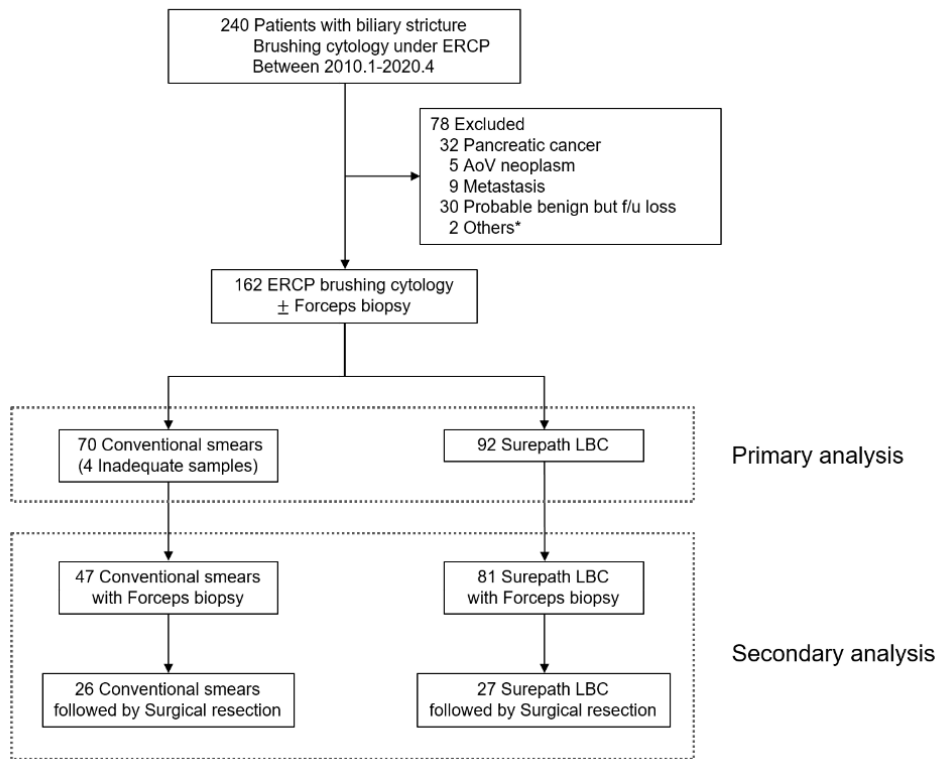 240 Patients with biliary stricture
Brushing cytology under ERCP
Between 2010.1-2020.4
78 Excluded
32 Pancreatic cancer
5 AoV neoplasm
9 Metastasis
30 Probable benign but f/u loss
2 Others*
162 ERCP brushing cytology
± Forceps biopsy
70 Conventional smears
(4 Inadequate samples)
92 Surepath LBC
Primary analysis
47 Conventional smears
with Forceps biopsy
81 Surepath LBC
with Forceps biopsy
Secondary analysis
26 Conventional smears
followed by Surgical resection
27 Surepath LBC
followed by Surgical resection